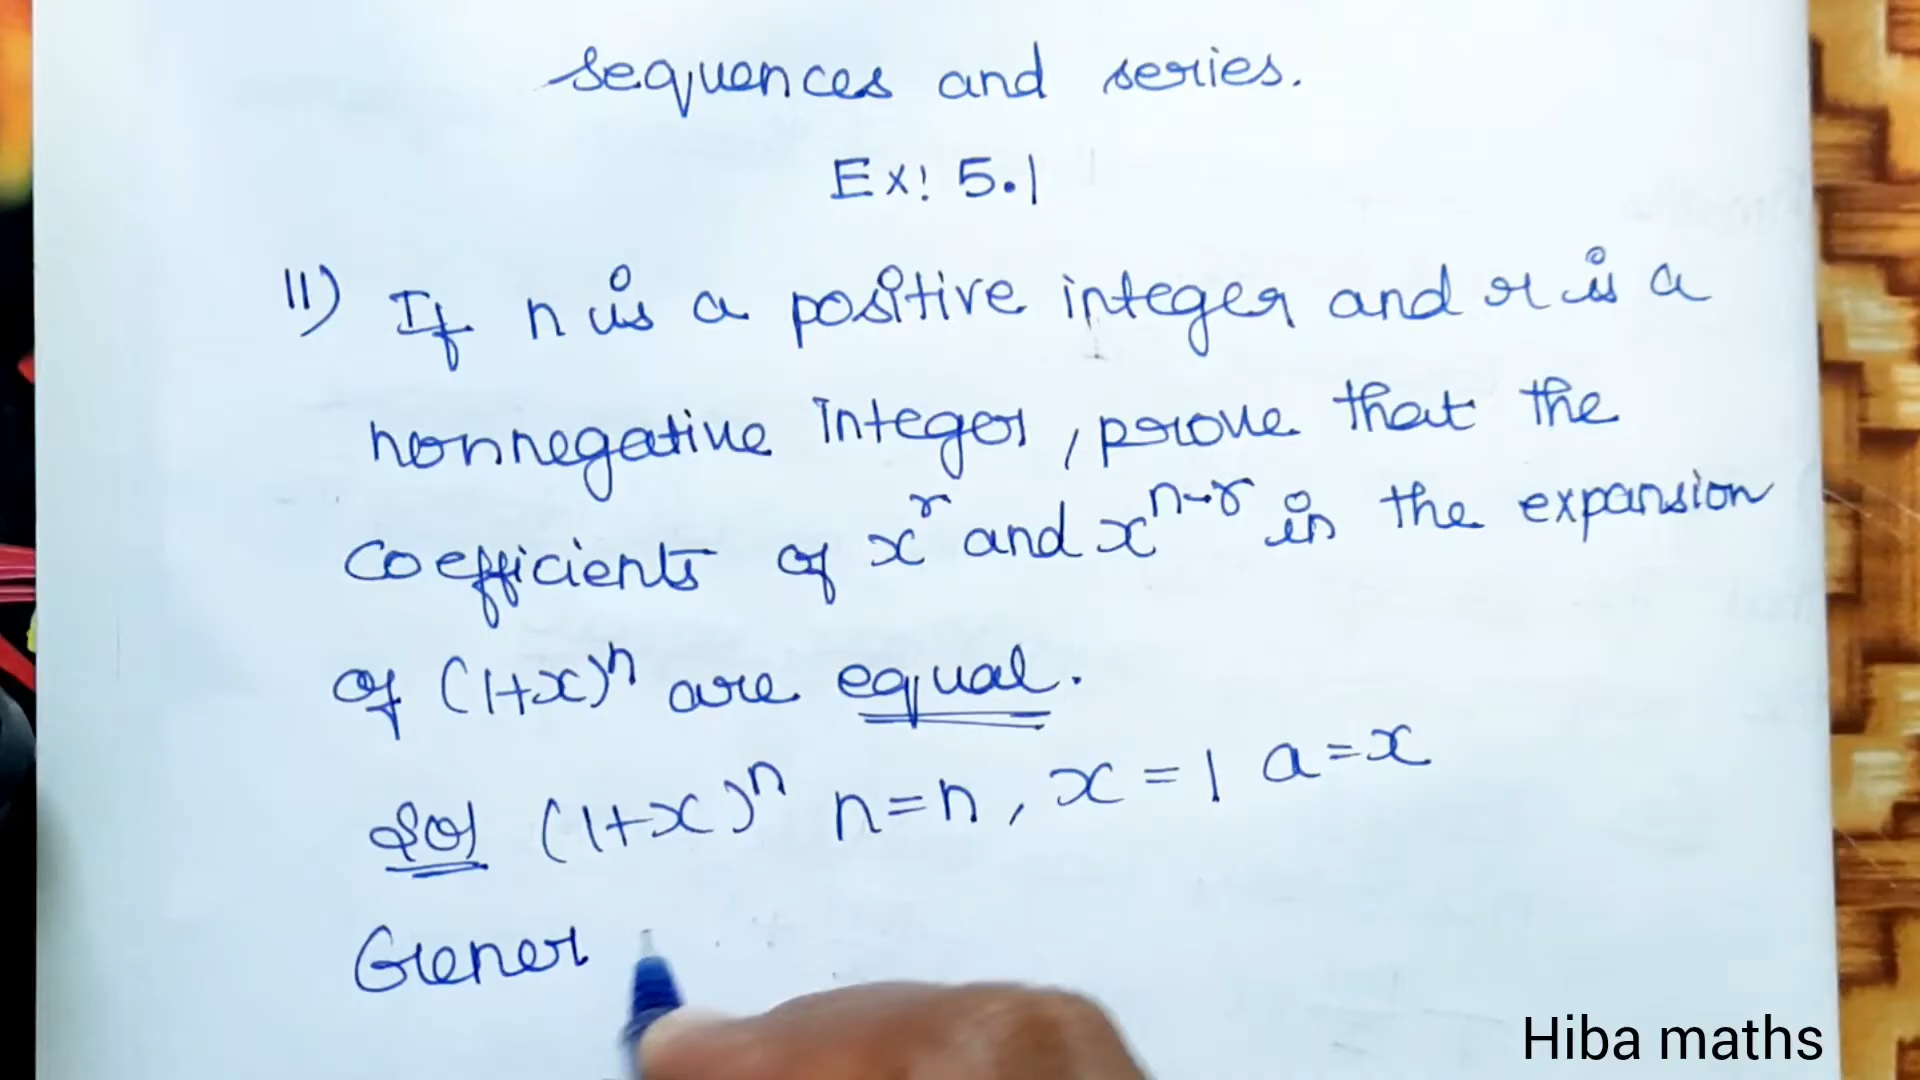 sequences and series.
Ex: 5.1
11) If n is a positive integer and r is a
nonnegative Integer, prove that the
coefficients of x^r and x^{n-r} in the expansion
of (1+x)^n are equal.
Sol (1+x)^n n=n, x=1 a=x
Gener
Hiba maths